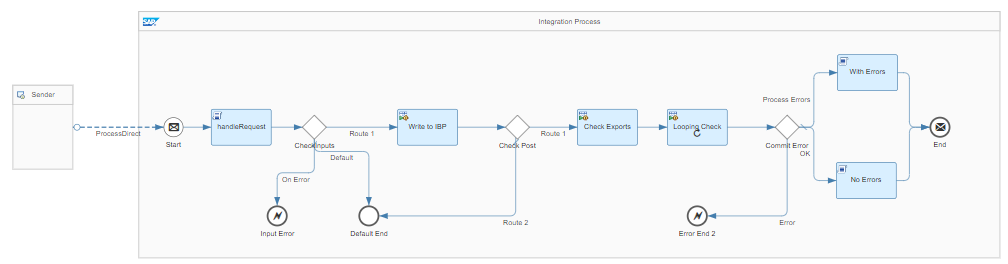 SAP
Integration Process
Sender
ProcessDirect
Start
handleRequest
CheckInputs
Route 1
Default
On Error
Input Error
Default End
Write to IBP
Check Post
Route 1
Route 2
Check Exports
Looping Check
Commit Error
Process Errors
OK
Error
Error End 2
With Errors
No Errors
End